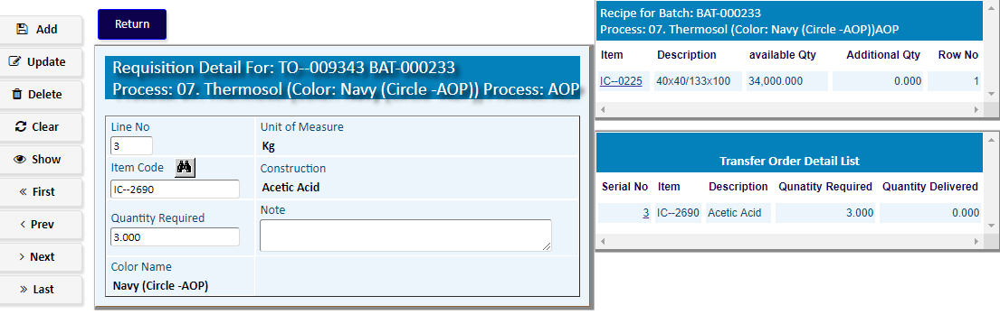 Add
Update
Delete
Clear
Show
First
Prev
Next
Last
Return
Requisition Detail For: TO--009343 BAT-000233
Process: 07. Thermosol (Color: Navy (Circle -AOP)) Process: AOP
Line No
3
Unit of Measure
Kg
Item Code
IC--2690
Construction
Acetic Acid
Quantity Required
3.000
Note
Color Name
Navy (Circle -AOP)
Recipe for Batch: BAT-000233
Process: 07. Thermosol (Color: Navy (Circle -AOP))AOP
Item Description available Qty Additional Qty Row No
IC--0225 40x40/133x100 34,000.000 0.000 1
Transfer Order Detail List
Serial No Item Description Qunatity Required Quantity Delivered
3 IC--2690 Acetic Acid 3.000 0.000